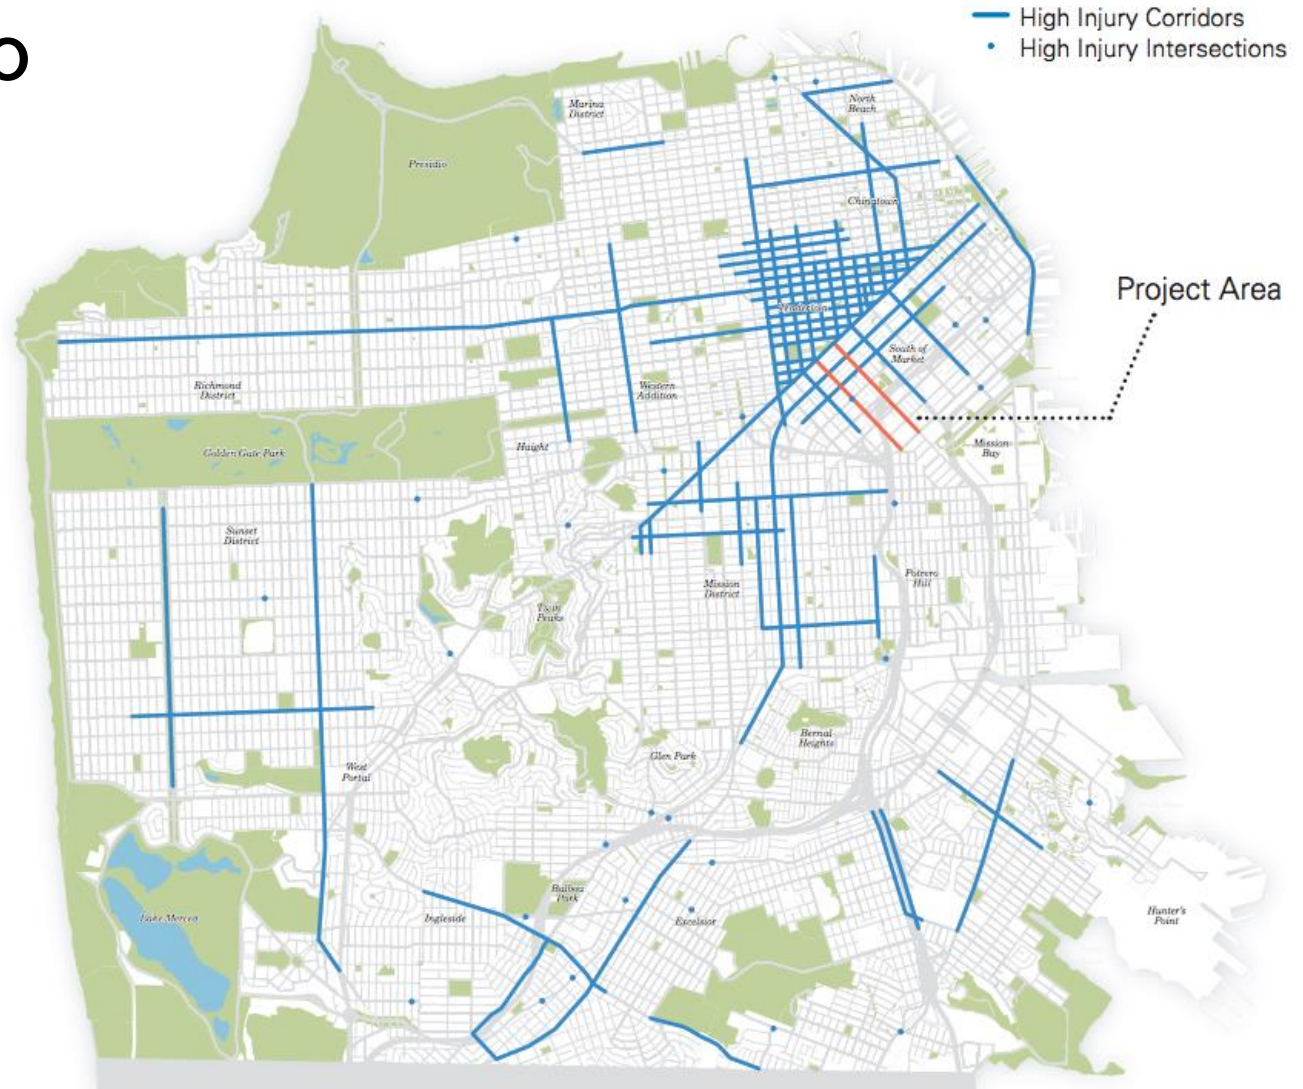 o
High Injury Corridors
High Injury Intersections
Marina
District
North
Beach
Presidio
Chinatown
Project Area
Tenderloin
South of
Market
Richmond
District
Western
Addition
Haight
Golden Gate Park
Mission
Bay
Sunset
District
Mission
District
Potrero
Hill
Twin
Peaks
Bernal
Heights
Glen Park
West
Portal
Balboa
Park
Lake Merced
Ingleside
Excelsior
Hunter's
Point